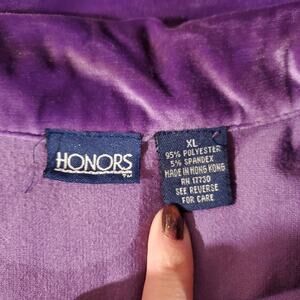 HONORS
XL
95% POLYESTER
5% SPANDEX
MADE IN HONG KONG
RN 17730
SEE REVERSE
FOR CARE